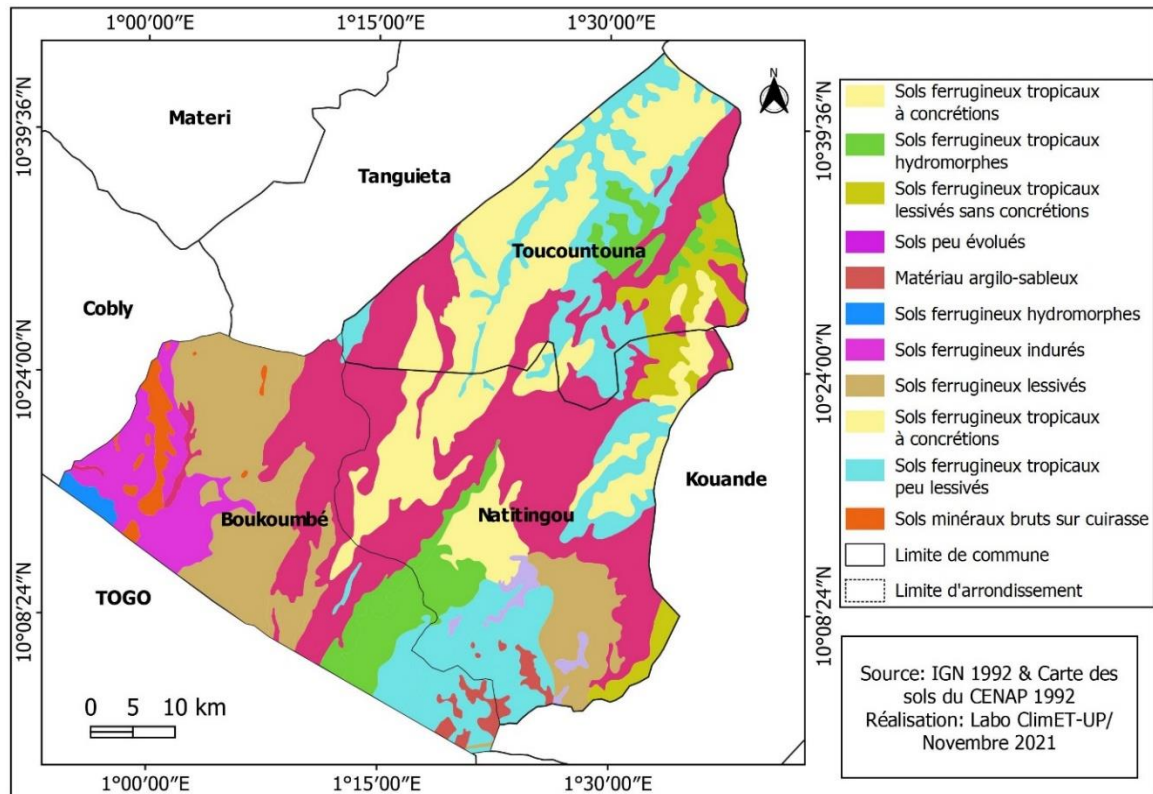 1°00′00″E 1°15′00″E 1°30′00″E
10°39′36″N
10°24′00″N
10°08′24″N
N
Materi
Tanguieta
Toucountouna
Cobly
Kouande
Boukoumbé
Natitingou
TOGO
0 5 10 km
10°39′36″N
10°24′00″N
10°08′24″N
1°00′00″E 1°15′00″E 1°30′00″E
Sols ferrugineux tropicaux
à concrétions
Sols ferrugineux tropicaux
hydromorphes
Sols ferrugineux tropicaux
lessivés sans concrétions
Sols peu évolués
Matériau argilo-sableux
Sols ferrugineux hydromorphes
Sols ferrugineux indurés
Sols ferrugineux lessivés
Sols ferrugineux tropicaux
à concrétions
Sols ferrugineux tropicaux
peu lessivés
Sols minéraux bruts sur cuirasse
Limite de commune
Limite d'arrondissement
Source: IGN 1992 & Carte des
sols du CENAP 1992
Réalisation: Labo ClimET-UP/
Novembre 2021